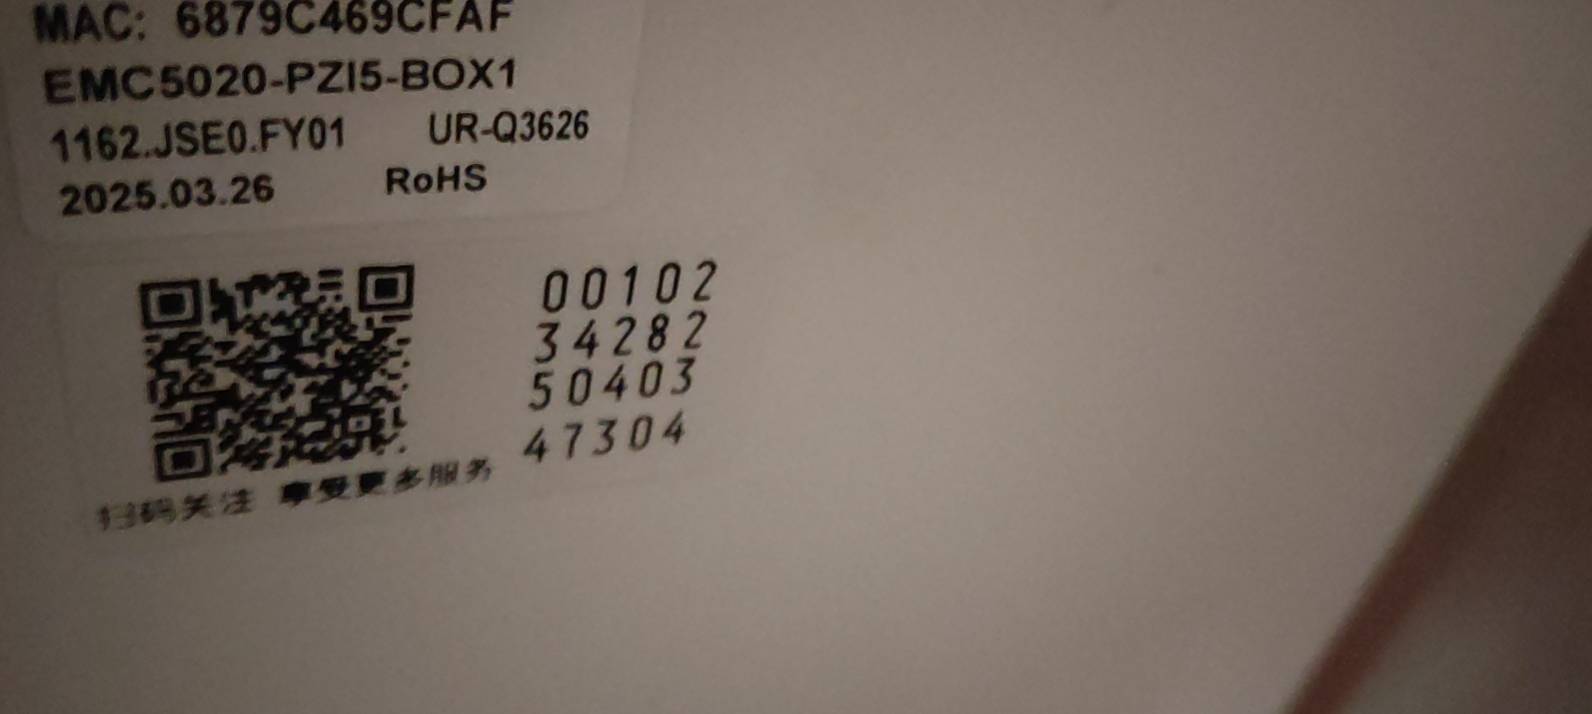 MAC: 6879C469CFAF
EMC5020-PZI5-BOX1
1162.JSE0.FY01 UR-Q3626
2025.03.26 RoHS
00102
34282
50403
47304
扫码关注 享受更多服务